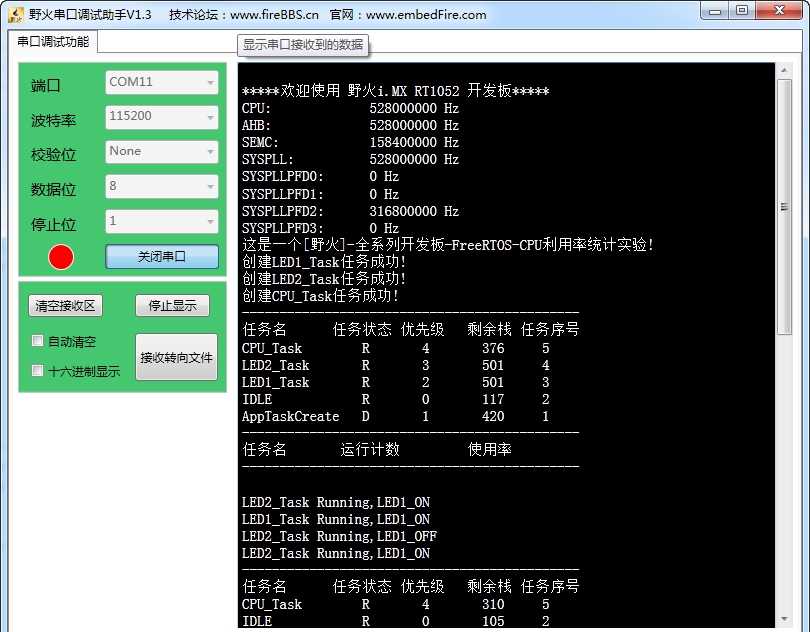 野火串口调试助手V1.3 技术论坛：www.fireBBS.cn 官网：www.embedFire.com
串口调试功能
显示串口接收到的数据
端口 COM11
波特率 115200
校验位 None
数据位 8
停止位 1
关闭串口
清空接收区 停止显示
自动清空
十六进制显示
接收转向文件
*****欢迎使用 野火i.MX RT1052 开发板*****
CPU: 528000000 Hz
AHB: 528000000 Hz
SEMC: 158400000 Hz
SYSPLL: 528000000 Hz
SYSPLLPFD0: 0 Hz
SYSPLLPFD1: 0 Hz
SYSPLLPFD2: 316800000 Hz
SYSPLLPFD3: 0 Hz
这是一个[野火]-全系列开发板-FreeRTOS-CPU利用率统计实验!
创建LED1_Task任务成功!
创建LED2_Task任务成功!
创建CPU_Task任务成功!
---------------------------------------------
任务名 任务状态 优先级 剩余栈 任务序号
CPU_Task R 4 376 5
LED2_Task R 3 501 4
LED1_Task R 2 501 3
IDLE R 0 117 2
AppTaskCreate D 1 420 1
---------------------------------------------
任务名 运行计数 使用率
---------------------------------------------
LED2_Task Running,LED1_ON
LED1_Task Running,LED1_ON
LED2_Task Running,LED1_OFF
LED2_Task Running,LED1_ON
---------------------------------------------
任务名 任务状态 优先级 剩余栈 任务序号
CPU_Task R 4 310 5
IDLE R 0 105 2